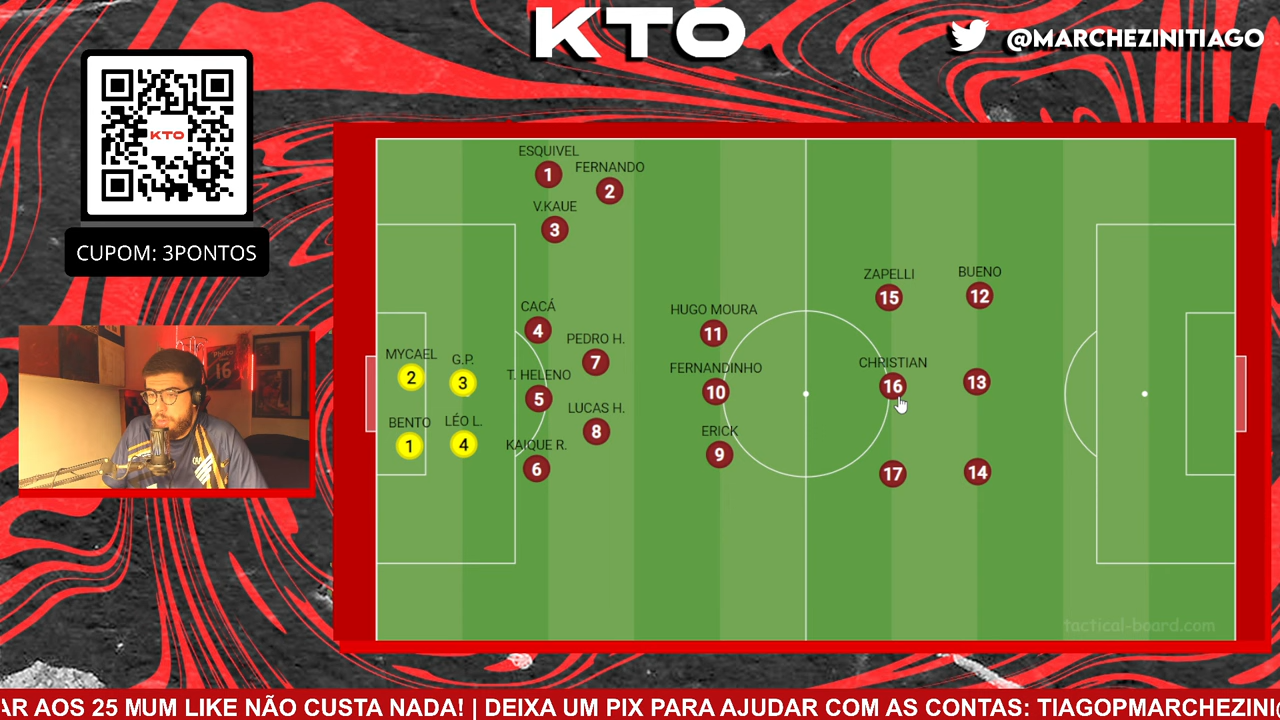 KTO
@MARCHEZINITIAGO
KTO
CUPOM: 3PONTOS
ESQUIVEL
1
FERNANDO
2
V.KAUE
3
CACÁ
4
PEDRO H.
7
T. HELENO
5
LUCAS H.
8
KAIQUE R.
6
MYCAEL
2
G.P.
3
BENTO
1
LÉO L.
4
HUGO MOURA
11
FERNANDINHO
10
ERICK
9
ZAPELLI
15
BUENO
12
CHRISTIAN
16
13
17
14
tactical-board.com
AR AOS 25 MUM LIKE NÃO CUSTA NADA! | DEIXA UM PIX PARA AJUDAR COM AS CONTAS: TIAGOPMARCHEZINI